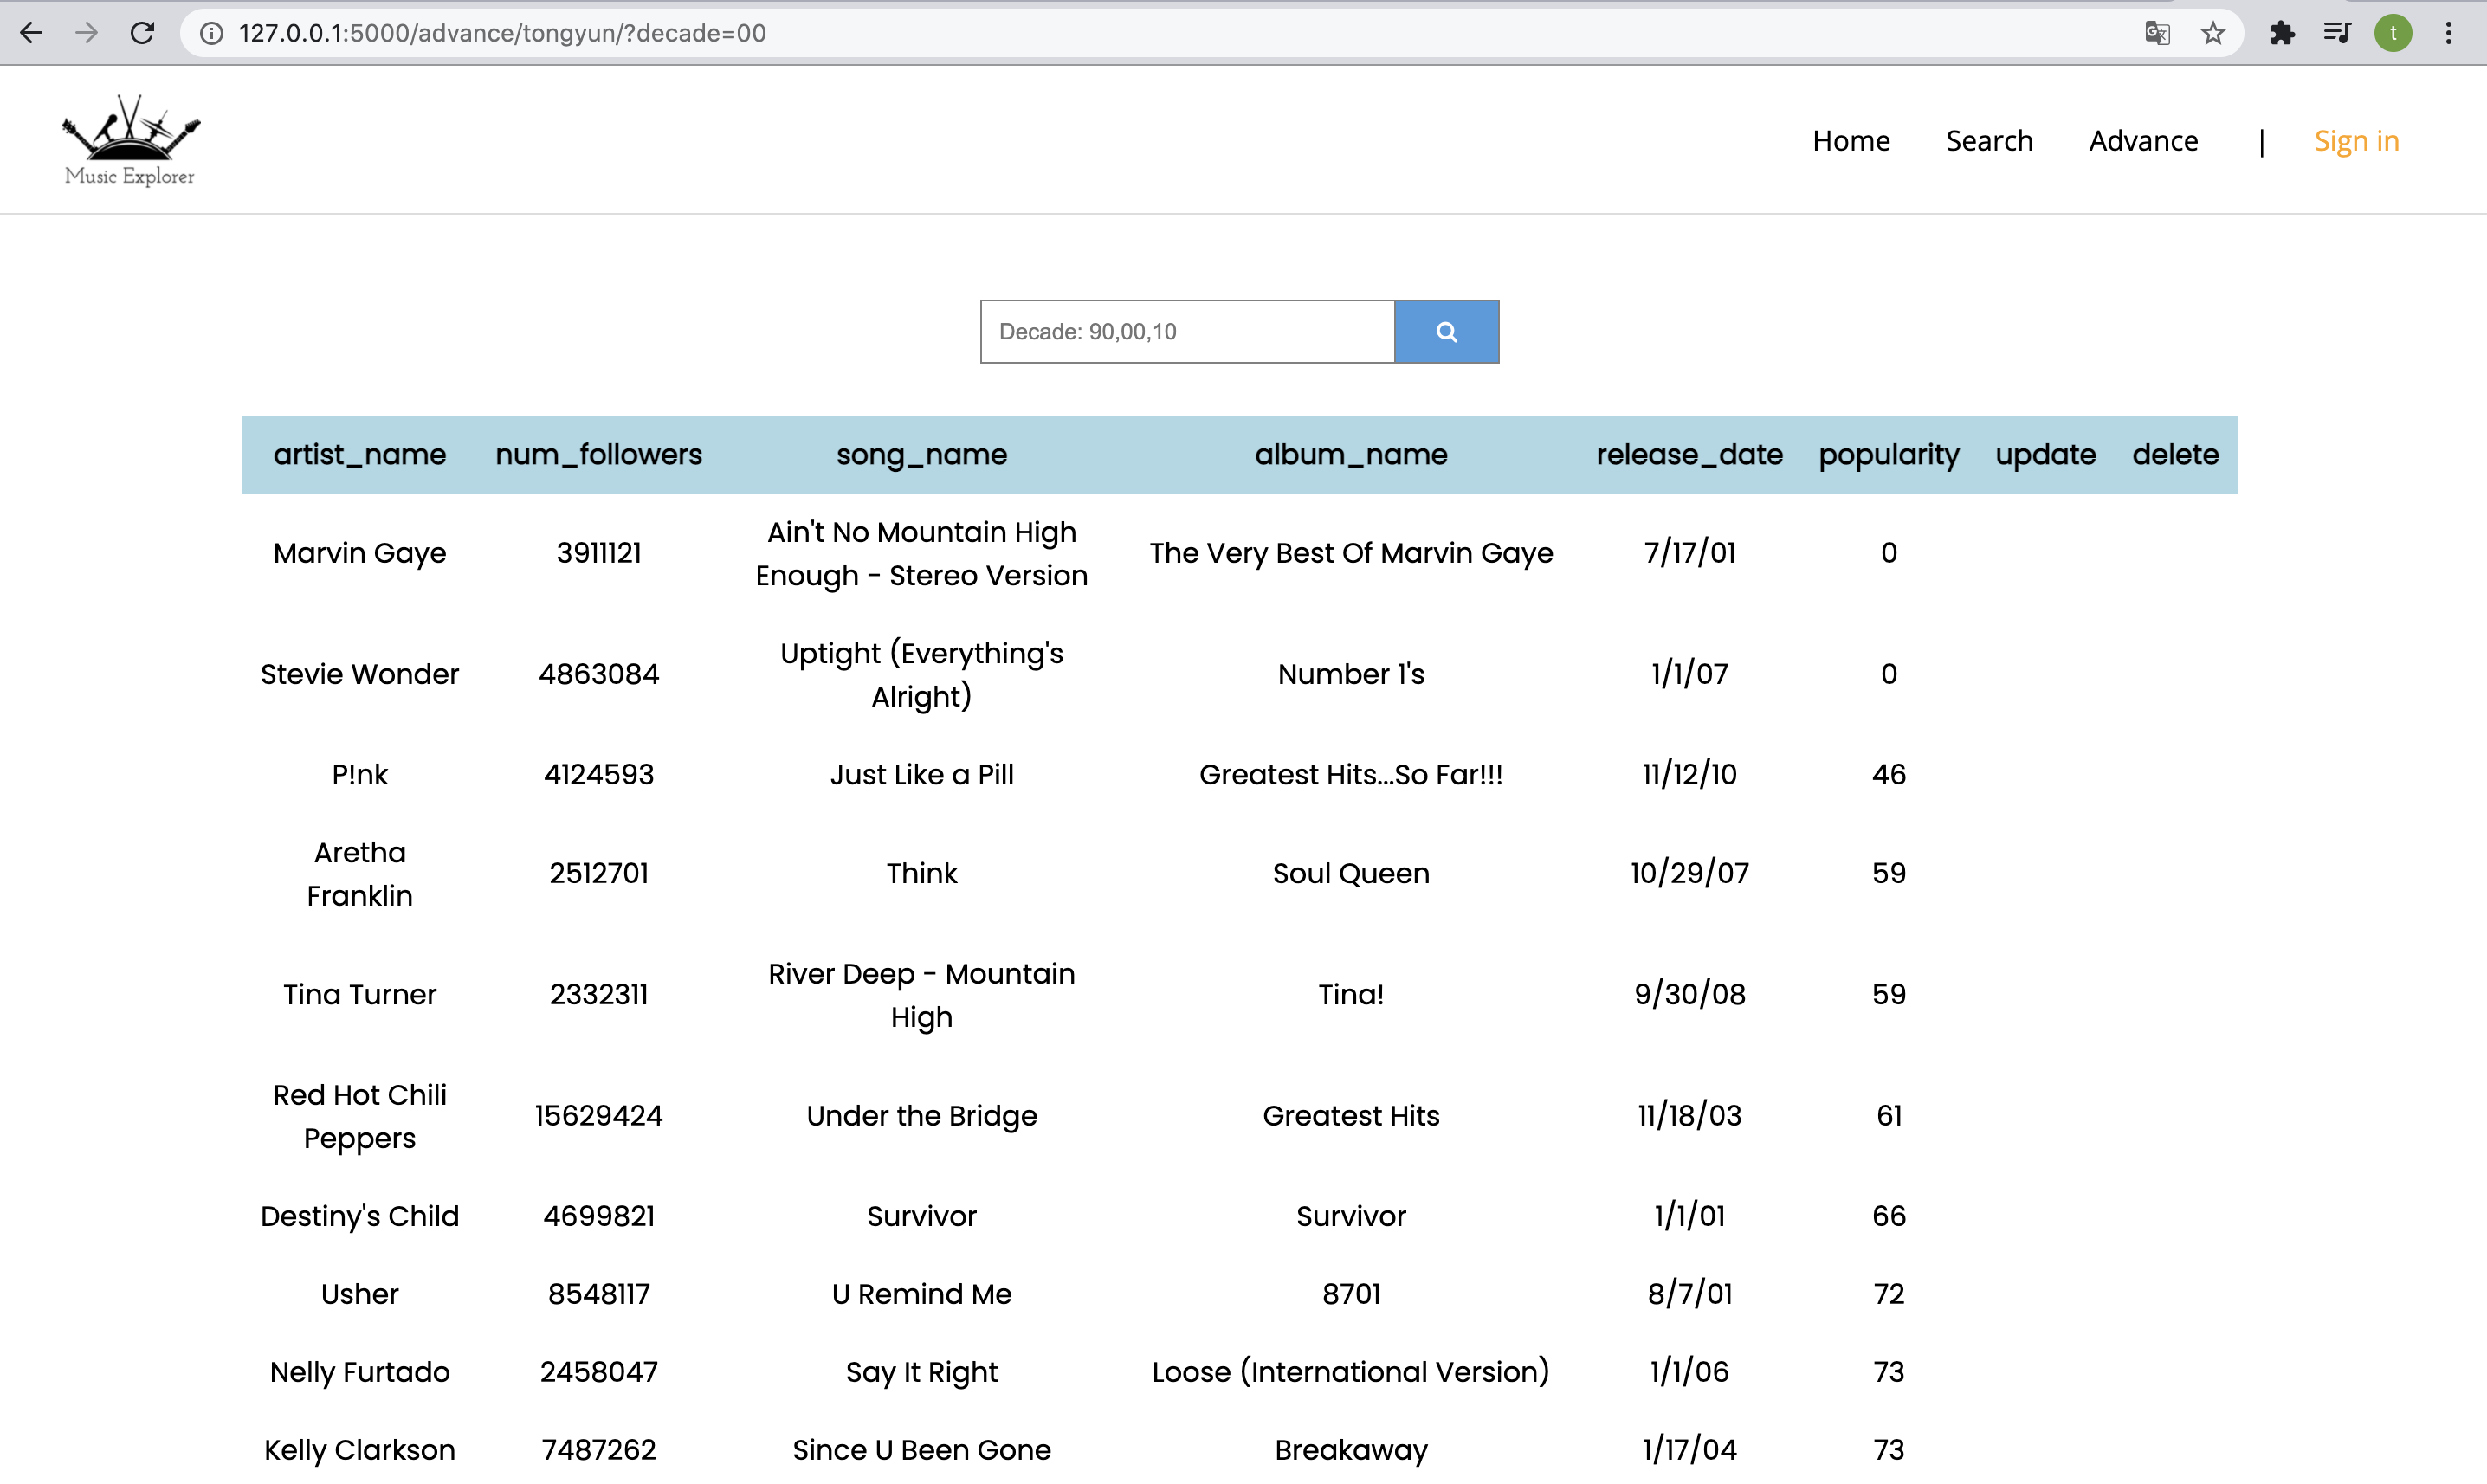 127.0.0.1:5000/advance/tongyun/?decade=00
t
Music Explorer
Home Search Advance | Sign in
Decade: 90,00,10
artist_name num_followers song_name album_name release_date popularity update delete
Marvin Gaye 3911121 Ain't No Mountain High Enough - Stereo Version The Very Best Of Marvin Gaye 7/17/01 0
Stevie Wonder 4863084 Uptight (Everything's Alright) Number 1's 1/1/07 0
P!nk 4124593 Just Like a Pill Greatest Hits...So Far!!! 11/12/10 46
Aretha Franklin 2512701 Think Soul Queen 10/29/07 59
Tina Turner 2332311 River Deep - Mountain High Tina! 9/30/08 59
Red Hot Chili Peppers 15629424 Under the Bridge Greatest Hits 11/18/03 61
Destiny's Child 4699821 Survivor Survivor 1/1/01 66
Usher 8548117 U Remind Me 8701 8/7/01 72
Nelly Furtado 2458047 Say It Right Loose (International Version) 1/1/06 73
Kelly Clarkson 7487262 Since U Been Gone Breakaway 1/17/04 73